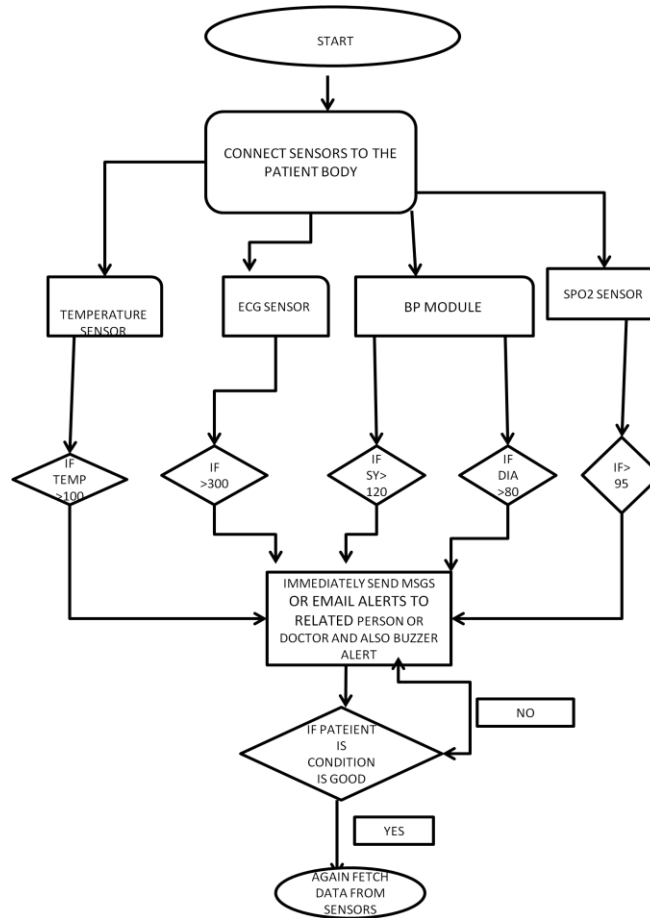 START
CONNECT SENSORS TO THE
PATIENT BODY
TEMPERATURE
SENSOR
ECG SENSOR
BP MODULE
SPO2 SENSOR
IF
TEMP
>100
IF
>300
IF
SY>
120
IF
DIA
>80
IF>
95
IMMEDIATELY SEND MSGS
OR EMAIL ALERTS TO
RELATED PERSON OR
DOCTOR AND ALSO BUZZER
ALERT
NO
IF PATEIENT
IS
CONDITION
IS GOOD
YES
AGAIN FETCH
DATA FROM
SENSORS